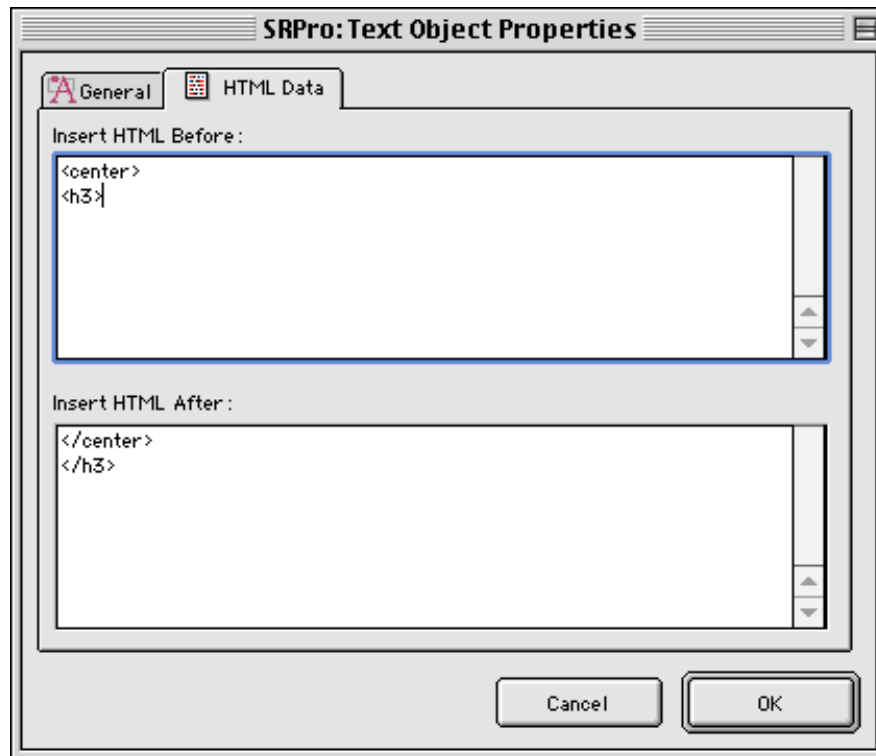 SRPro: Text Object Properties
General
HTML Data
Insert HTML Before:
<center>
<h3>
Insert HTML After:
</center>
</h3>
Cancel
OK